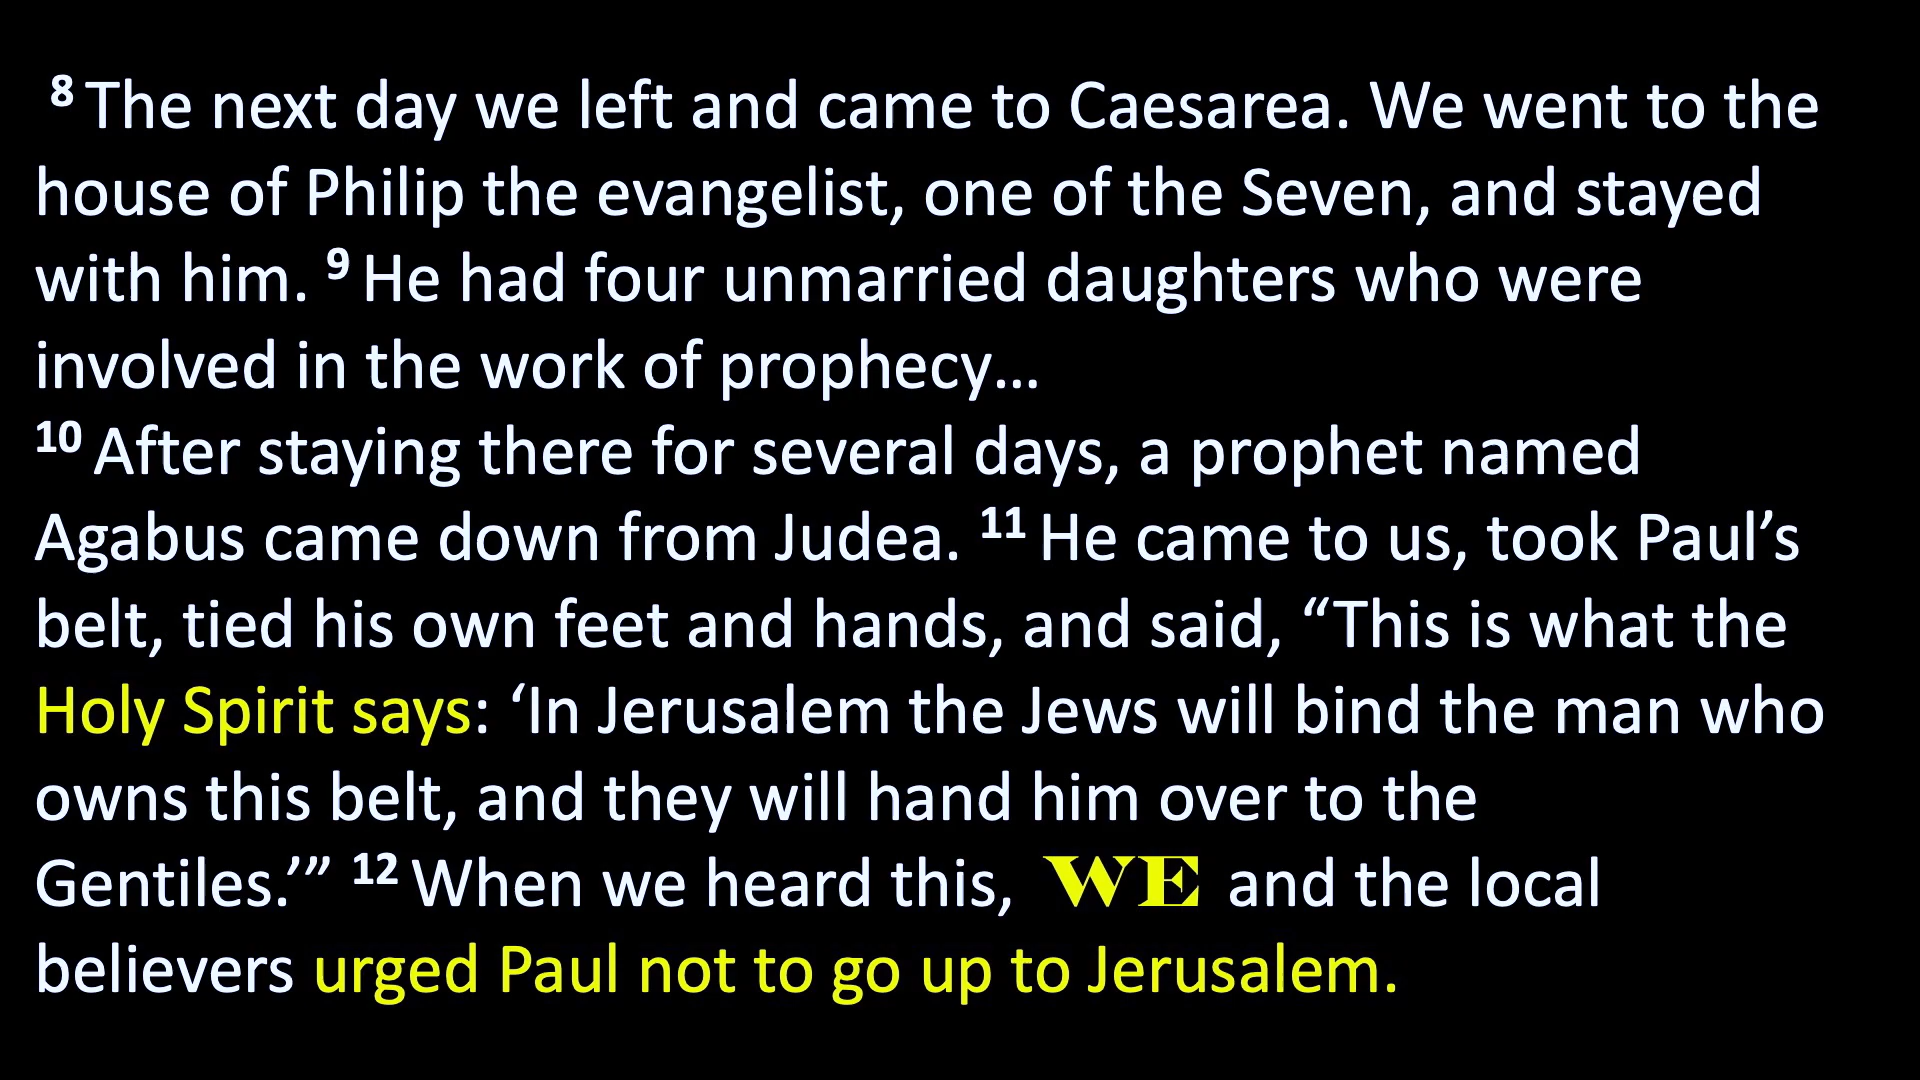 8 The next day we left and came to Caesarea. We went to the
house of Philip the evangelist, one of the Seven, and stayed
with him. 9 He had four unmarried daughters who were
involved in the work of prophecy…
10 After staying there for several days, a prophet named
Agabus came down from Judea. 11 He came to us, took Paul’s
belt, tied his own feet and hands, and said, “This is what the
Holy Spirit says: ‘In Jerusalem the Jews will bind the man who
owns this belt, and they will hand him over to the
Gentiles.’” 12 When we heard this, WE and the local
believers urged Paul not to go up to Jerusalem.